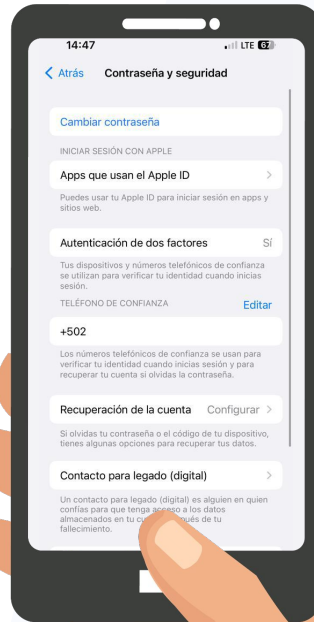 14:47 LTE 67
Atrás Contraseña y seguridad
Cambiar contraseña
INICIAR SESIÓN CON APPLE
Apps que usan el Apple ID
Puedes usar tu Apple ID para iniciar sesión en apps y
sitios web.
Autenticación de dos factores Sí
Tus dispositivos y números telefónicos de confianza
se utilizan para verificar tu identidad cuando inicias
sesión.
TELÉFONO DE CONFIANZA Editar
+502
Los números telefónicos de confianza se usan para
verificar tu identidad cuando inicias sesión y para
recuperar tu cuenta si olvidas la contraseña.
Recuperación de la cuenta Configurar
Si olvidas tu contraseña o el código de tu dispositivo,
tienes algunas opciones para recuperar tus datos.
Contacto para legado (digital)
Un contacto para legado (digital) es alguien en quien
confías para que tenga acceso a los datos
almacenados en tu de tu
fallecimiento.